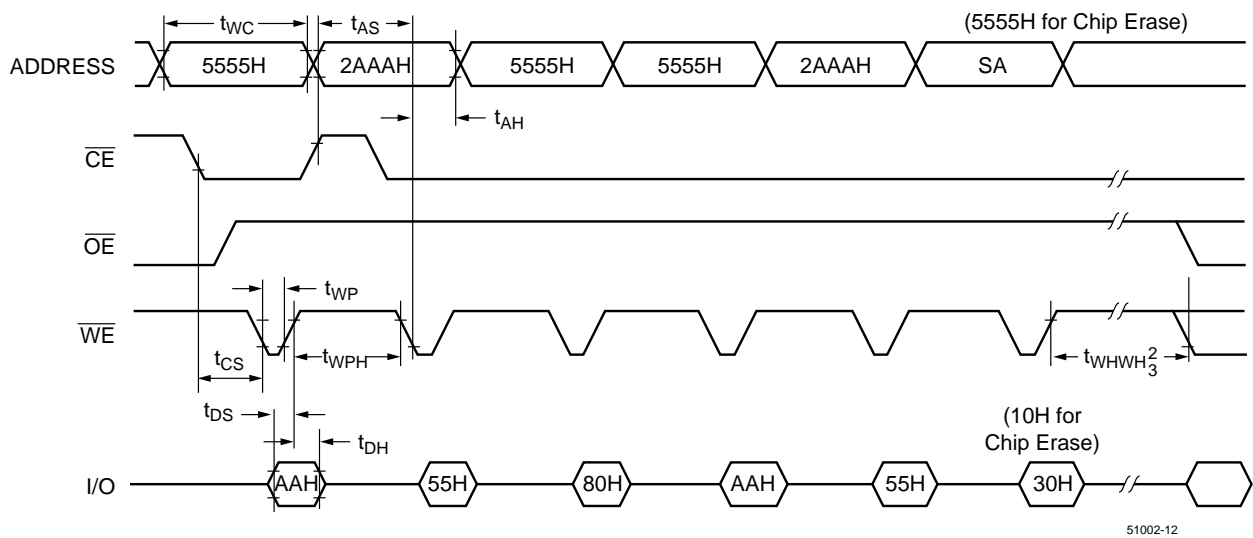 tWC
tAS
(5555H for Chip Erase)
ADDRESS
5555H
2AAAH
5555H
5555H
2AAAH
SA
tAH
CE
OE
tWP
WE
tCS
tWPH
tWHWH 2 3
tDS
tDH
(10H for
Chip Erase)
I/O
AAH
55H
80H
AAH
55H
30H
51002-12